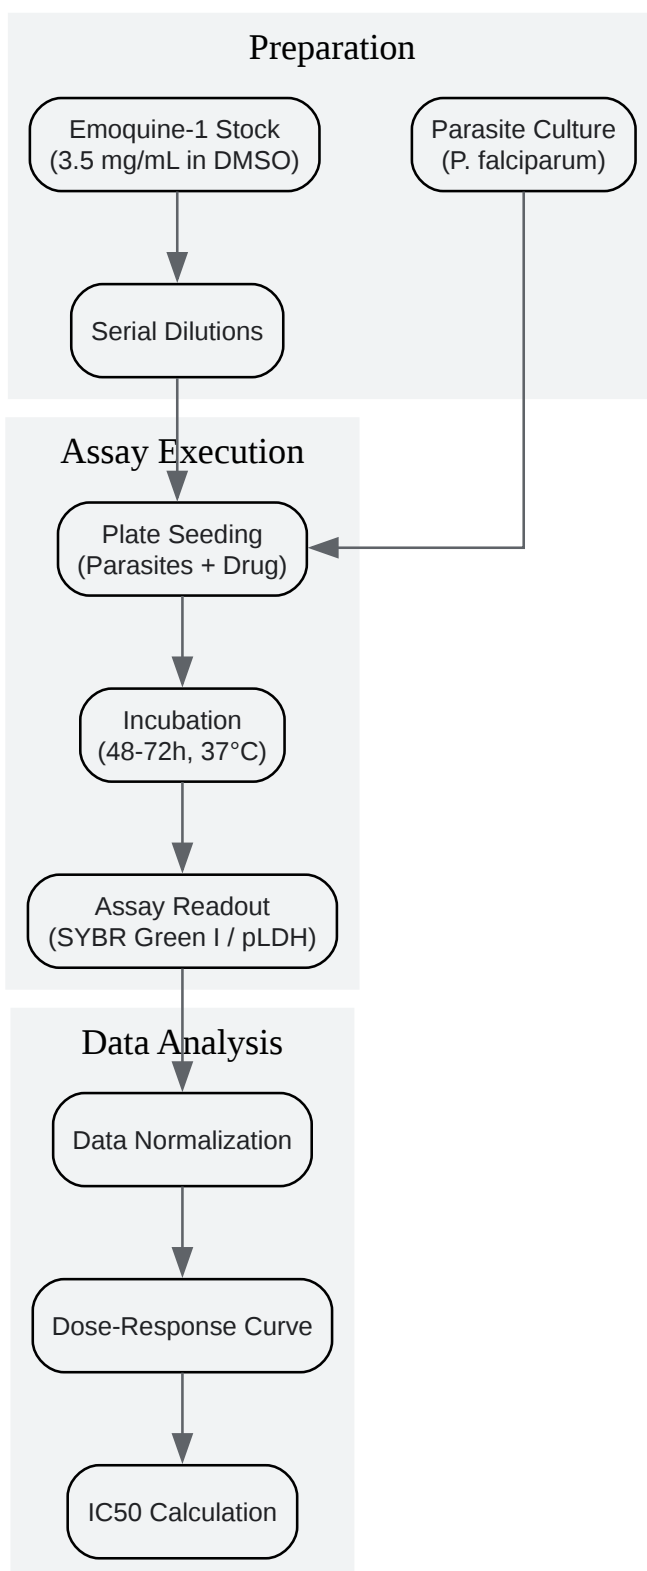 Preparation
Emoquine-1 Stock
(3.5 mg/mL in DMSO)
Parasite Culture
(P. falciparum)
Serial Dilutions
Assay Execution
Plate Seeding
(Parasites + Drug)
Incubation
(48-72h, 37°C)
Assay Readout
(SYBR Green I / pLDH)
Data Analysis
Data Normalization
Dose-Response Curve
IC50 Calculation